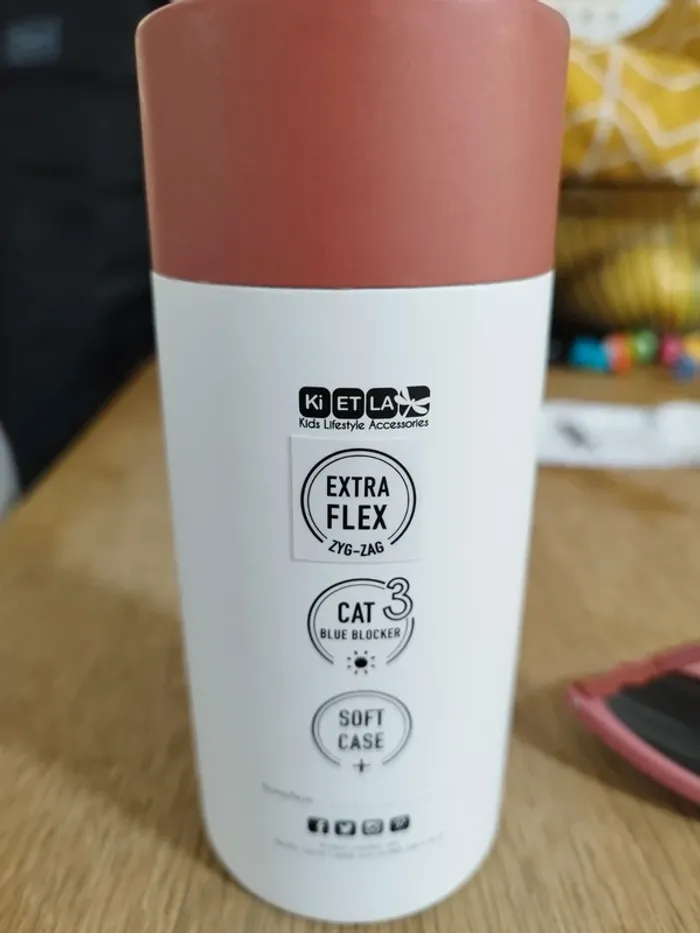 Ki ET LA
Kids Lifestyle Accessories
EXTRA
FLEX
ZYG-ZAG
CAT 3
BLUE BLOCKER
SOFT
CASE
+